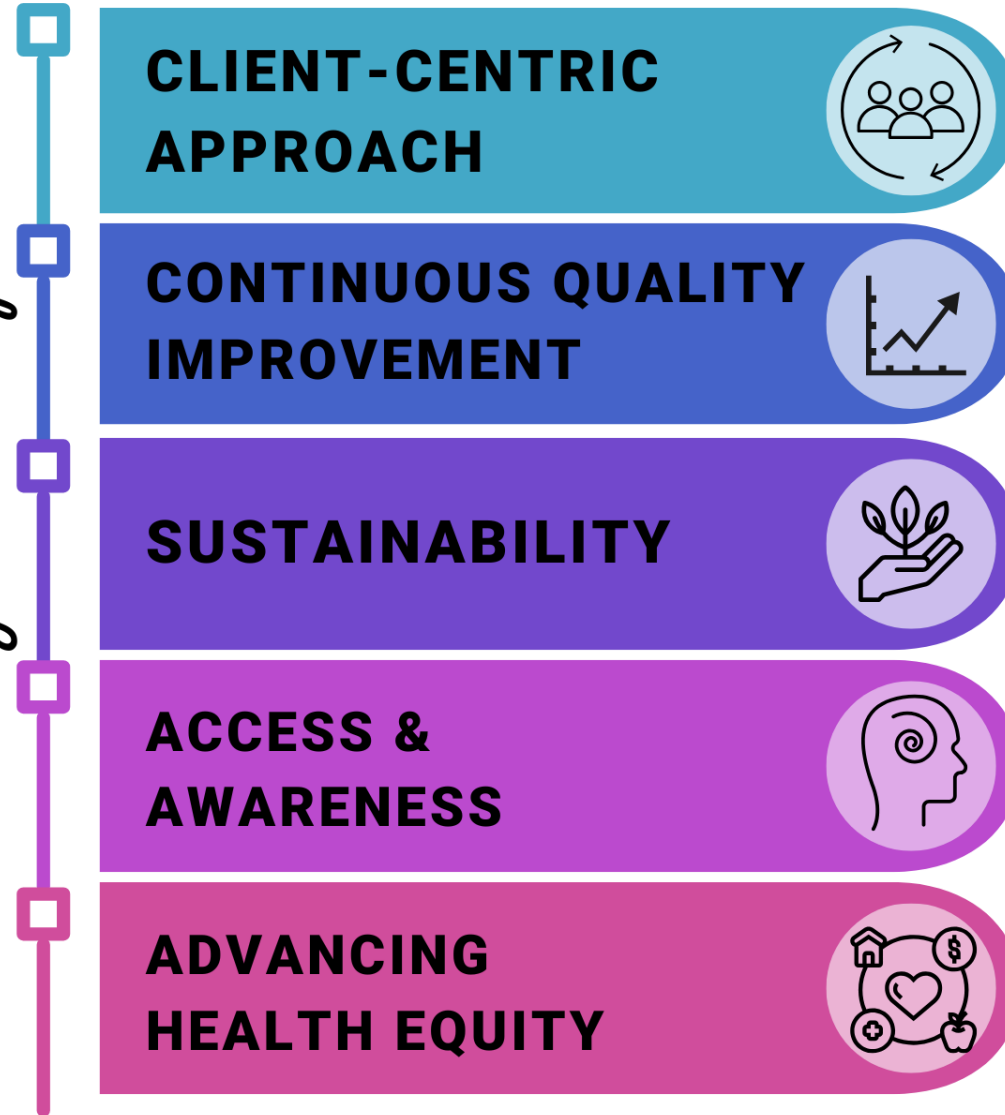 CLIENT-CENTRIC
APPROACH
CONTINUOUS QUALITY
IMPROVEMENT
SUSTAINABILITY
ACCESS &
AWARENESS
ADVANCING
HEALTH EQUITY